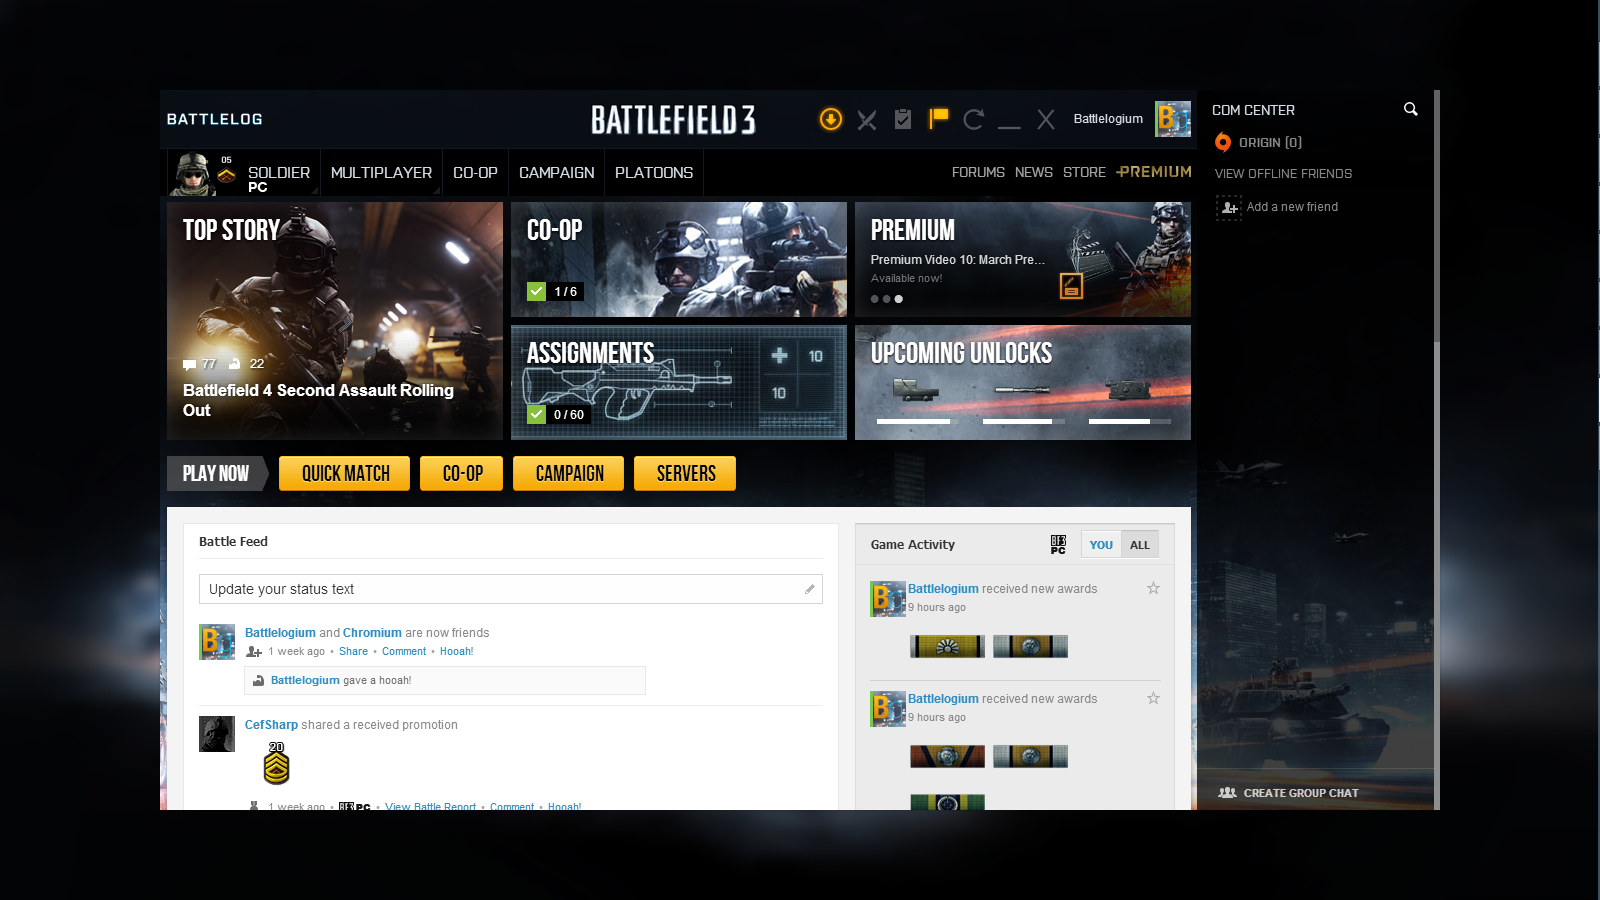 BATTLELOG
BATTLEFIELD 3
Battlelogium
05
SOLDIER
PC
MULTIPLAYER
CO-OP
CAMPAIGN
PLATOONS
FORUMS
NEWS
STORE
PREMIUM
TOP STORY
77
22
Battlefield 4 Second Assault Rolling
Out
CO-OP
1 / 6
PREMIUM
Premium Video 10: March Pre...
Available now!
ASSIGNMENTS
10
10
0 / 60
UPCOMING UNLOCKS
PLAY NOW
QUICK MATCH
CO-OP
CAMPAIGN
SERVERS
Battle Feed
Update your status text
Battlelogium and Chromium are now friends
1 week ago • Share • Comment • Hooah!
Battlelogium gave a hooah!
CefSharp shared a received promotion
20
1 week ago • BF3 PC • View Battle Report • Comment • Hooah!
Game Activity
BF3 PC
YOU
ALL
Battlelogium received new awards
9 hours ago
Battlelogium received new awards
9 hours ago
COM CENTER
ORIGIN [0]
VIEW OFFLINE FRIENDS
Add a new friend
CREATE GROUP CHAT